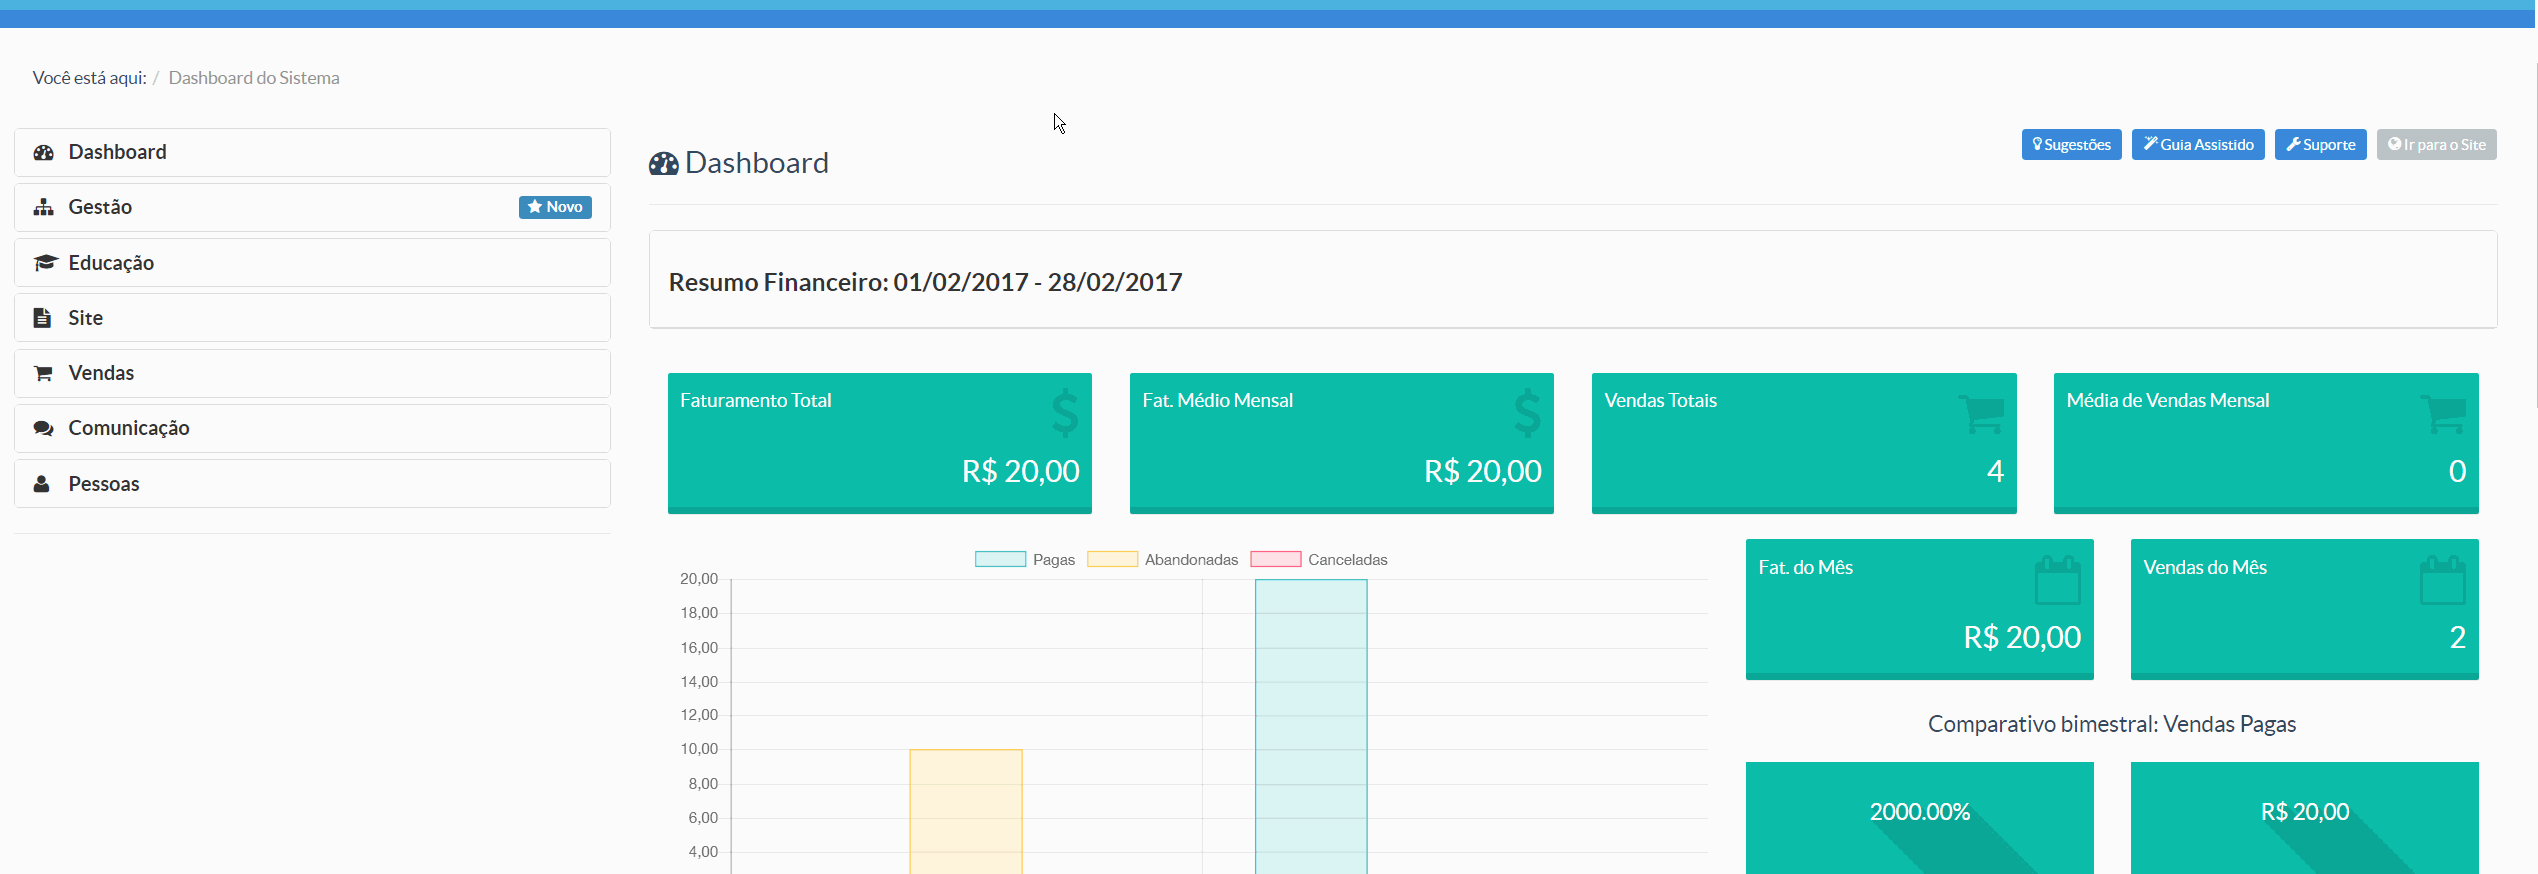 Você está aqui: / Dashboard do Sistema
Dashboard
Gestão
Novo
Educação
Site
Vendas
Comunicação
Pessoas
Dashboard
Sugestões
Guia Assistido
Suporte
Ir para o Site
Resumo Financeiro: 01/02/2017 - 28/02/2017
Faturamento Total
R$ 20,00
Fat. Médio Mensal
R$ 20,00
Vendas Totais
4
Média de Vendas Mensal
0
Pagas
Abandonadas
Canceladas
20,00
18,00
16,00
14,00
12,00
10,00
8,00
6,00
4,00
Fat. do Mês
R$ 20,00
Vendas do Mês
2
Comparativo bimestral: Vendas Pagas
2000.00%
R$ 20,00